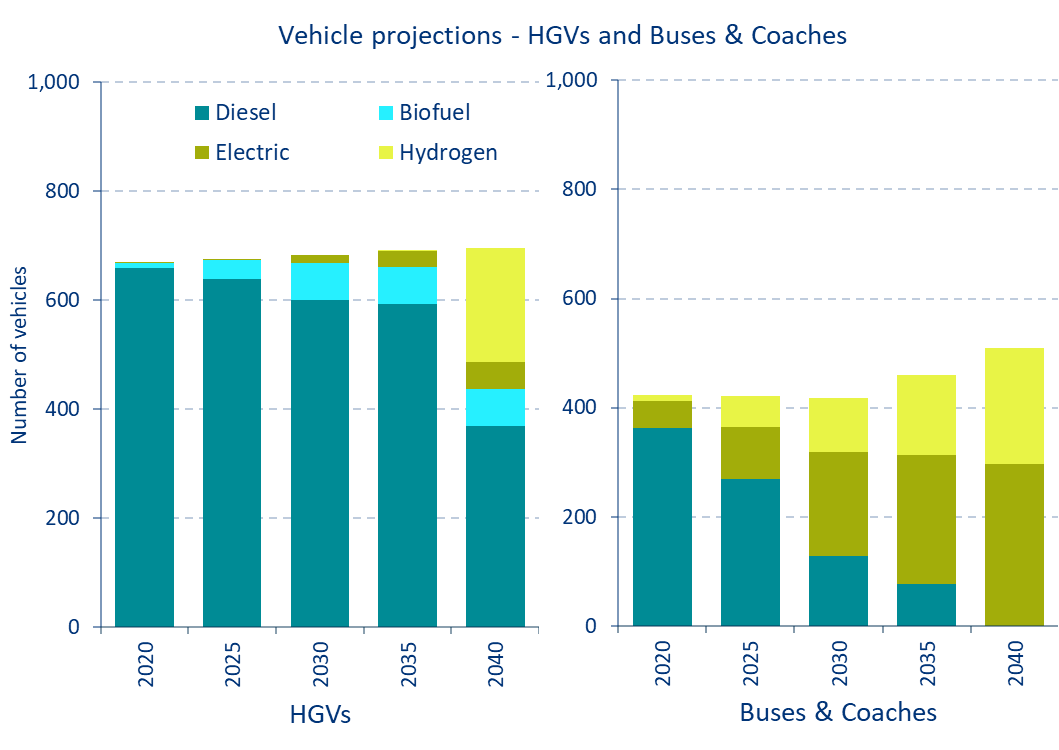 Vehicle projections - HGVs and Buses & Coaches
1,000
800
600
400
200
0
Number of vehicles
Diesel
Biofuel
Electric
Hydrogen
2020
2025
2030
2035
2040
HGVs
1,000
800
600
400
200
0
2020
2025
2030
2035
2040
Buses & Coaches